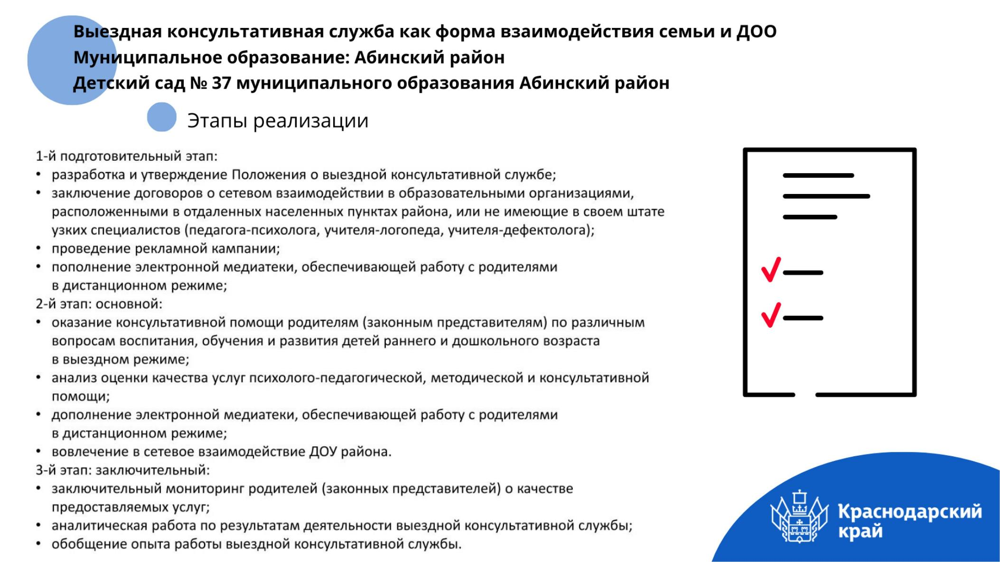 Выездная консультативная служба как форма взаимодействия семьи и ДОО
Муниципальное образование: Абинский район
Детский сад № 37 муниципального образования Абинский район
Этапы реализации
1-й подготовительный этап:
• разработка и утверждение Положения о выездной консультативной службе;
• заключение договоров о сетевом взаимодействии в образовательными организациями,
расположенными в отдаленных населенных пунктах района, или не имеющие в своем штате
узких специалистов (педагога-психолога, учителя-логопеда, учителя-дефектолога);
• проведение рекламной кампании;
• пополнение электронной медиатеки, обеспечивающей работу с родителями
в дистанционном режиме;
2-й этап: основной:
• оказание консультативной помощи родителям (законным представителям) по различным
вопросам воспитания, обучения и развития детей раннего и дошкольного возраста
в выездном режиме;
• анализ оценки качества услуг психолого-педагогической, методической и консультативной
помощи;
• дополнение электронной медиатеки, обеспечивающей работу с родителями
в дистанционном режиме;
• вовлечение в сетевое взаимодействие ДОУ района.
3-й этап: заключительный:
• заключительный мониторинг родителей (законных представителей) о качестве
предоставляемых услуг;
• аналитическая работа по результатам деятельности выездной консультативной службы;
• обобщение опыта работы выездной консультативной службы.
Краснодарский
край